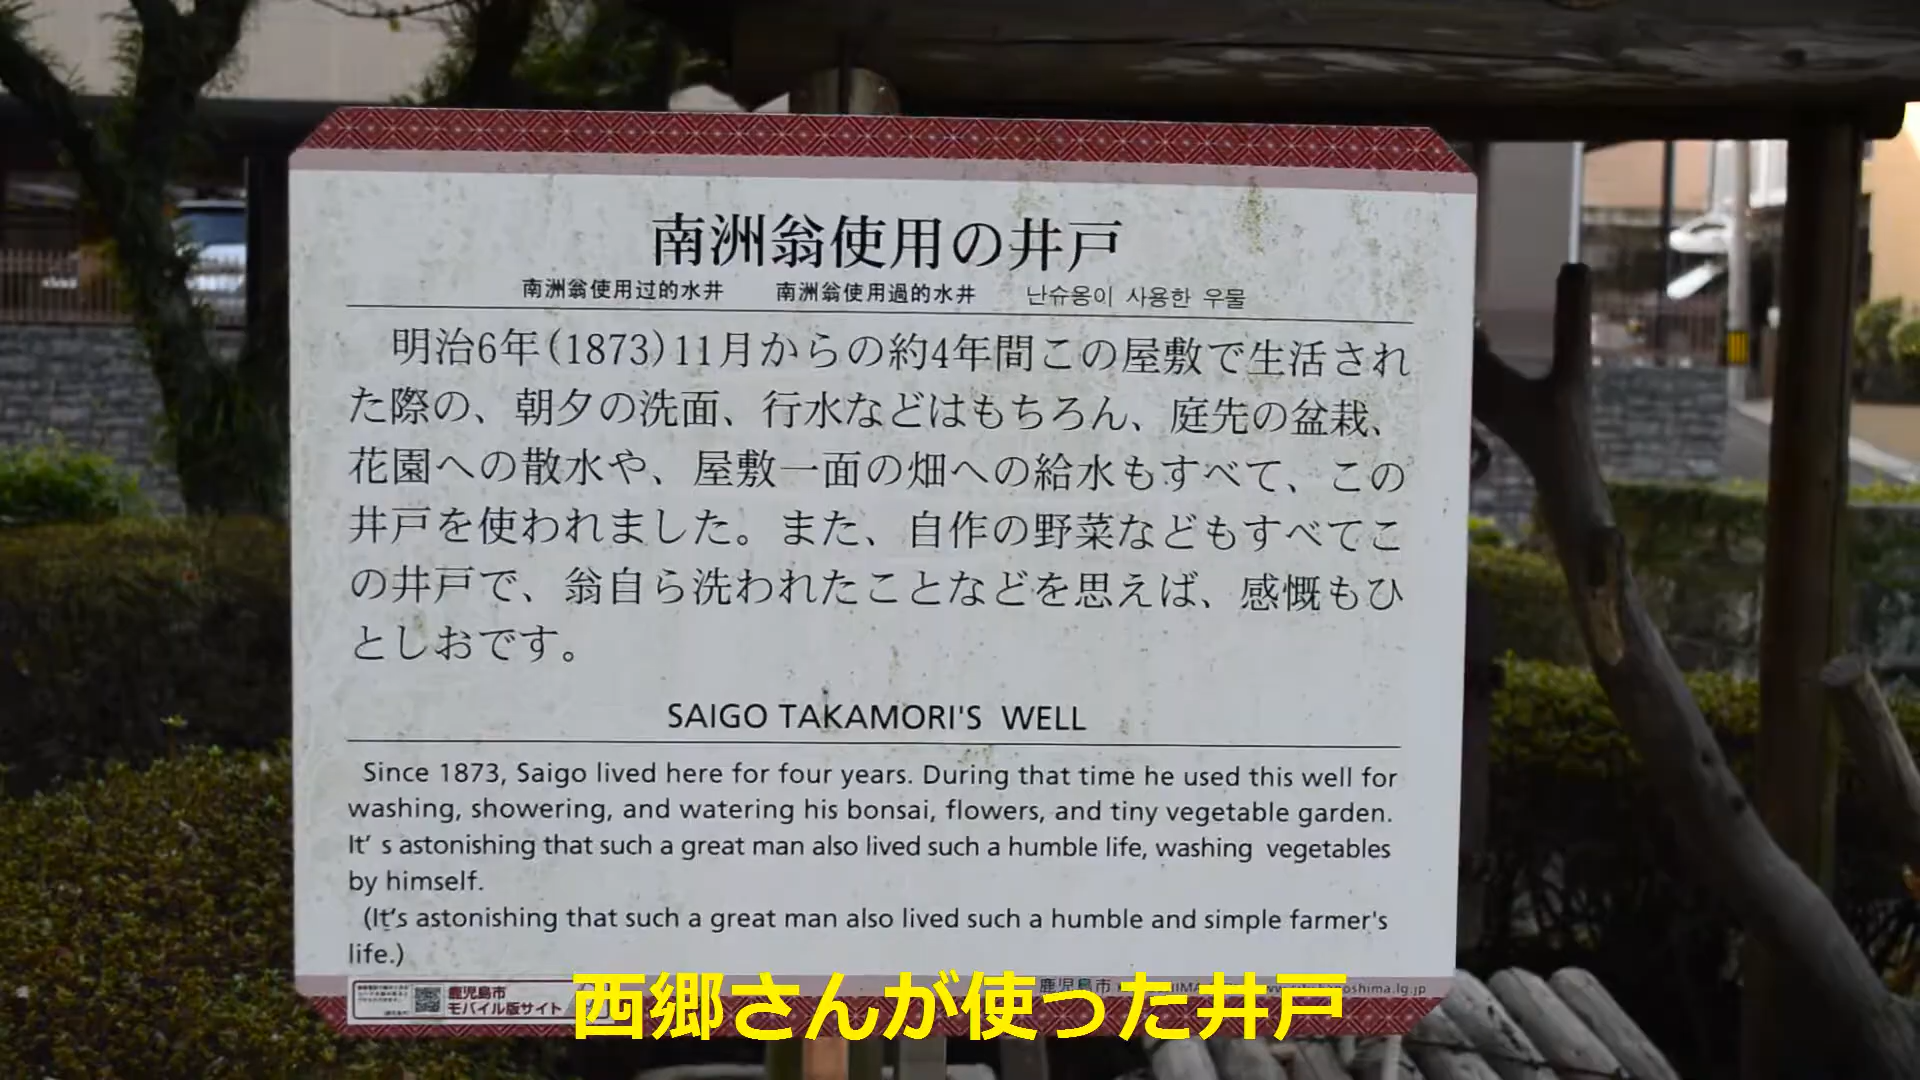 南洲翁使用の井戸
南洲翁使用过的水井 南洲翁使用過的水井 난슈옹이 사용한 우물
明治6年(1873)11月からの約4年間この屋敷で生活され
た際の、朝夕の洗面、行水などはもちろん、庭先の盆栽、
花園への散水や、屋敷一面の畑への給水もすべて、この
井戸を使われました。また、自作の野菜などもすべてこ
の井戸で、翁自ら洗われたことなどを思えば、感慨もひ
としおです。
SAIGO TAKAMORI'S WELL
Since 1873, Saigo lived here for four years. During that time he used this well for
washing, showering, and watering his bonsai, flowers, and tiny vegetable garden.
It' s astonishing that such a great man also lived such a humble life, washing vegetables
by himself.
(It's astonishing that such a great man also lived such a humble and simple farmer's
life.)
鹿児島市
モバイル版サイト
鹿児島市
西郷さんが使った井戸